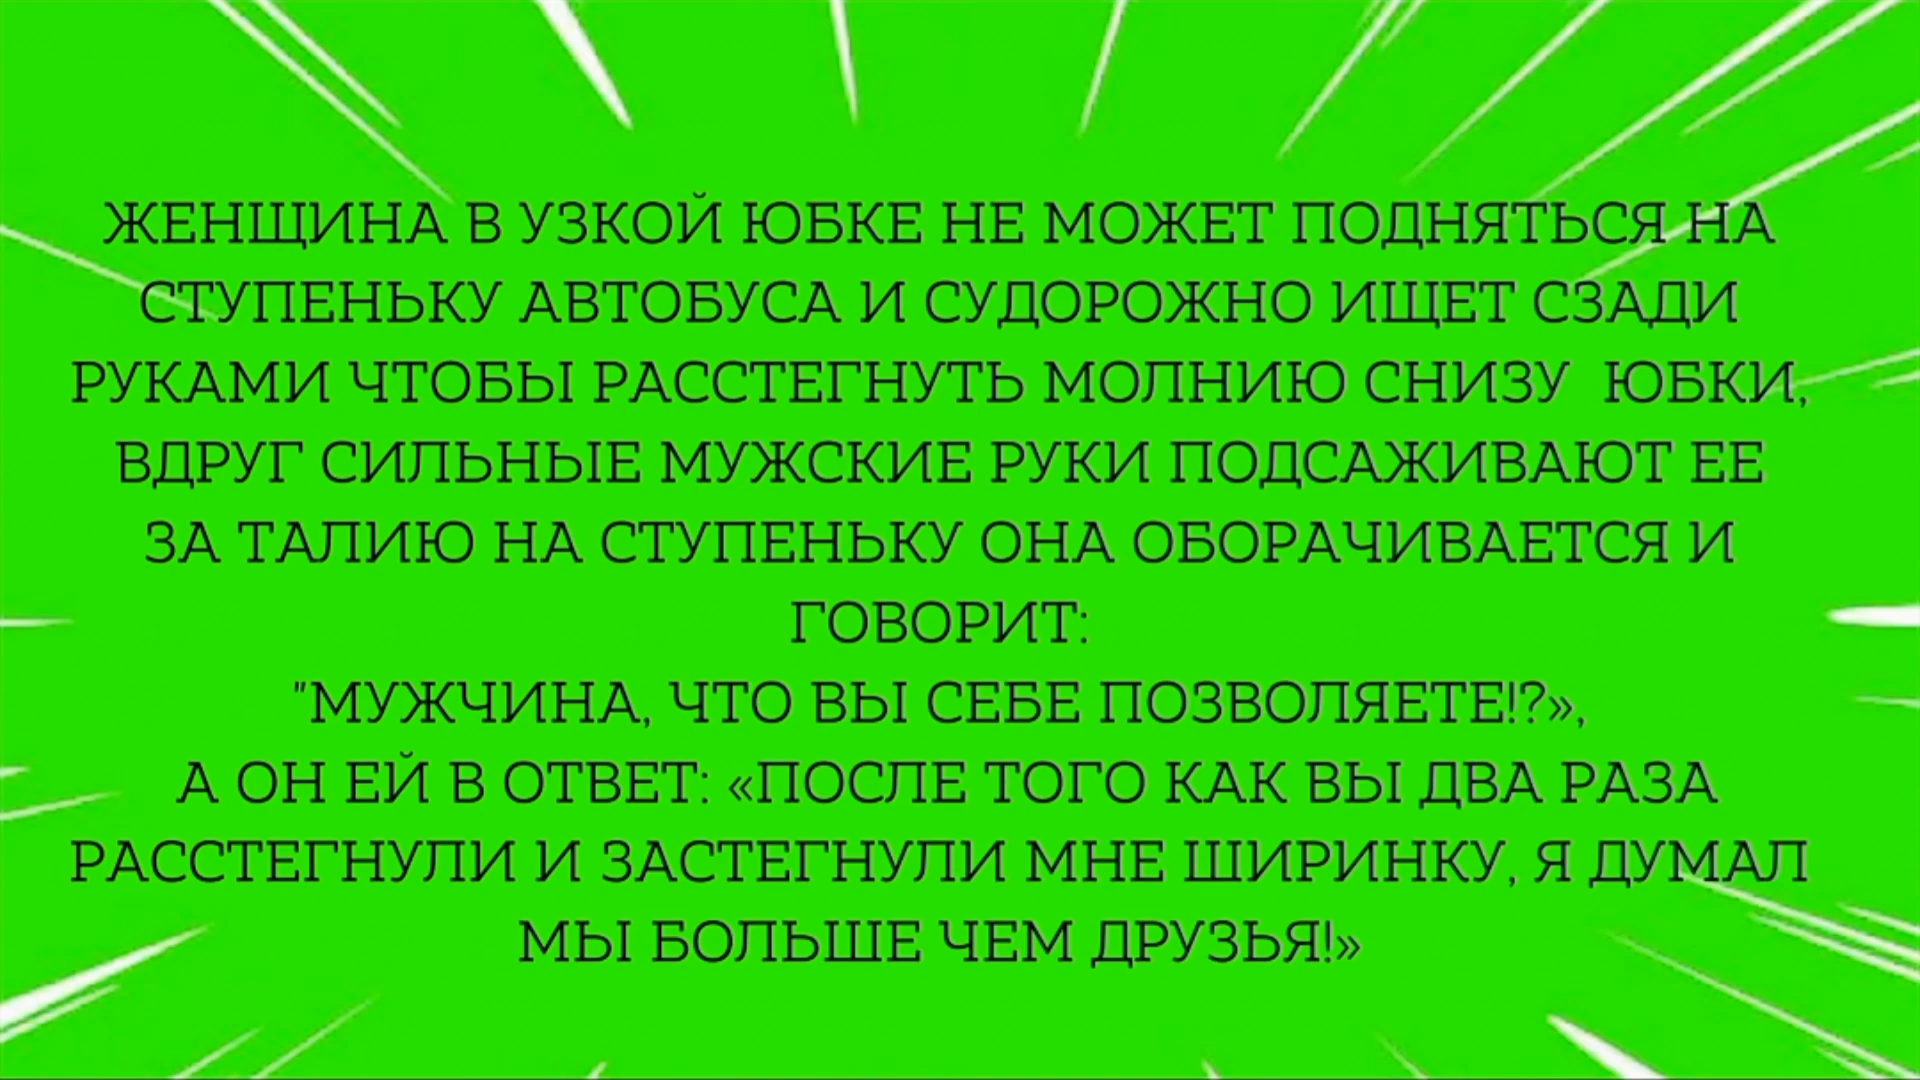 ЖЕНЩИНА В УЗКОЙ ЮБКЕ НЕ МОЖЕТ ПОДНЯТЬСЯ НА
СТУПЕНЬКУ АВТОБУСА И СУДОРОЖНО ИЩЕТ СЗАДИ
РУКАМИ ЧТОБЫ РАССТЕГНУТЬ МОЛНИЮ СНИЗУ ЮБКИ,
ВДРУГ СИЛЬНЫЕ МУЖСКИЕ РУКИ ПОДСАЖИВАЮТ ЕЕ
ЗА ТАЛИЮ НА СТУПЕНЬКУ ОНА ОБОРАЧИВАЕТСЯ И
ГОВОРИТ:
"МУЖЧИНА, ЧТО ВЫ СЕБЕ ПОЗВОЛЯЕТЕ!?»,
А ОН ЕЙ В ОТВЕТ: «ПОСЛЕ ТОГО КАК ВЫ ДВА РАЗА
РАССТЕГНУЛИ И ЗАСТЕГНУЛИ МНЕ ШИРИНКУ, Я ДУМАЛ
МЫ БОЛЬШЕ ЧЕМ ДРУЗЬЯ!»